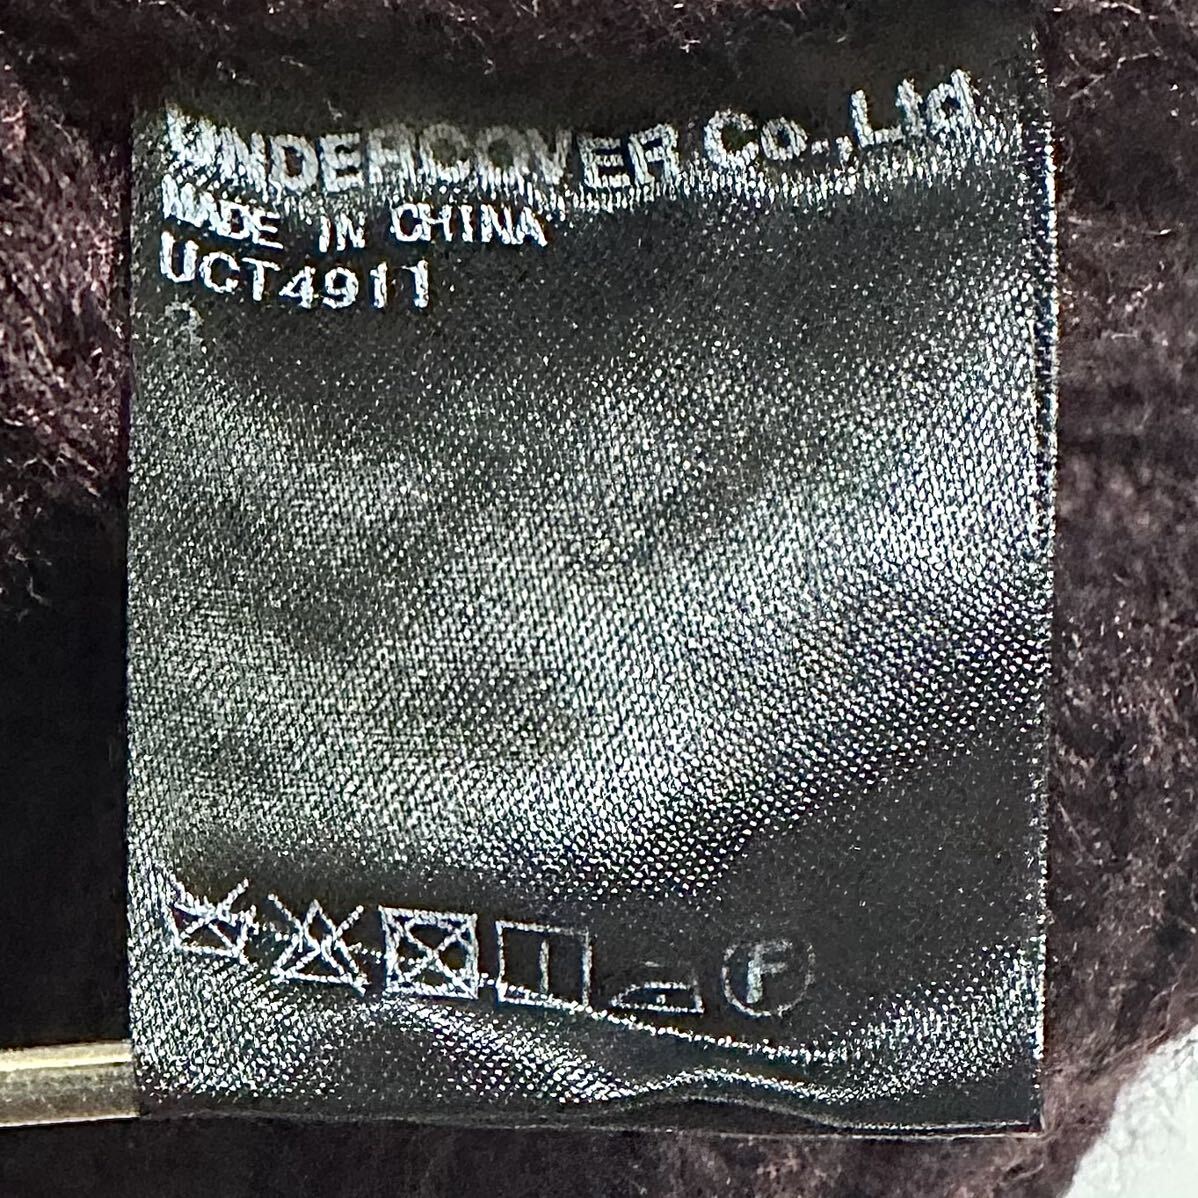 UNDERCOVER Co.,Ltd
MADE IN CHINA
UCT4911
F